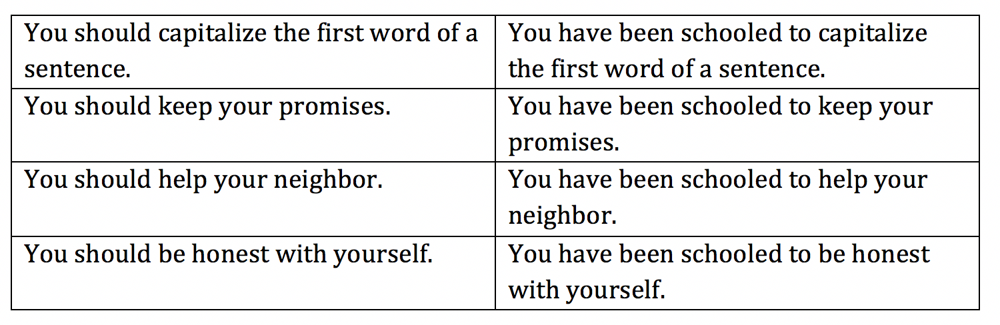 You should capitalize the first word of a
sentence.
You have been schooled to capitalize
the first word of a sentence.
You should keep your promises.
You have been schooled to keep your
promises.
You should help your neighbor.
You have been schooled to help your
neighbor.
You should be honest with yourself.
You have been schooled to be honest
with yourself.